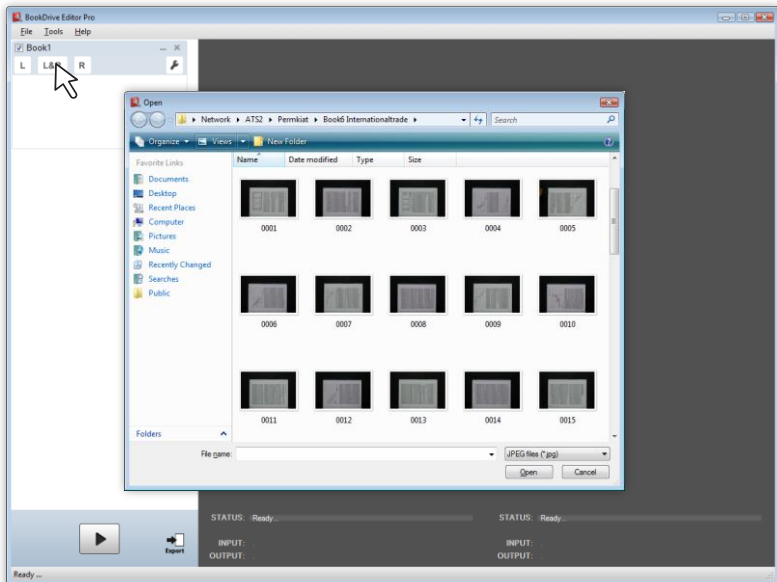 BookDrive Editor Pro
File Tools Help
Book1
L L&R R
Open
Network ▸ ATS2 ▸ Permkiat ▸ Book6 Internationaltrade ▸
Search
Organize Views New Folder
Favorite Links
Documents
Desktop
Recent Places
Computer
Pictures
Music
Recently Changed
Searches
Public
Folders
Name Date modified Type Size
0001 0002 0003 0004 0005
0006 0007 0008 0009 0010
0011 0012 0013 0014 0015
File name:
JPEG files (*.jpg)
Open Cancel
STATUS: Ready... STATUS: Ready...
INPUT: . INPUT: .
OUTPUT: . OUTPUT: .
Export
Ready ...